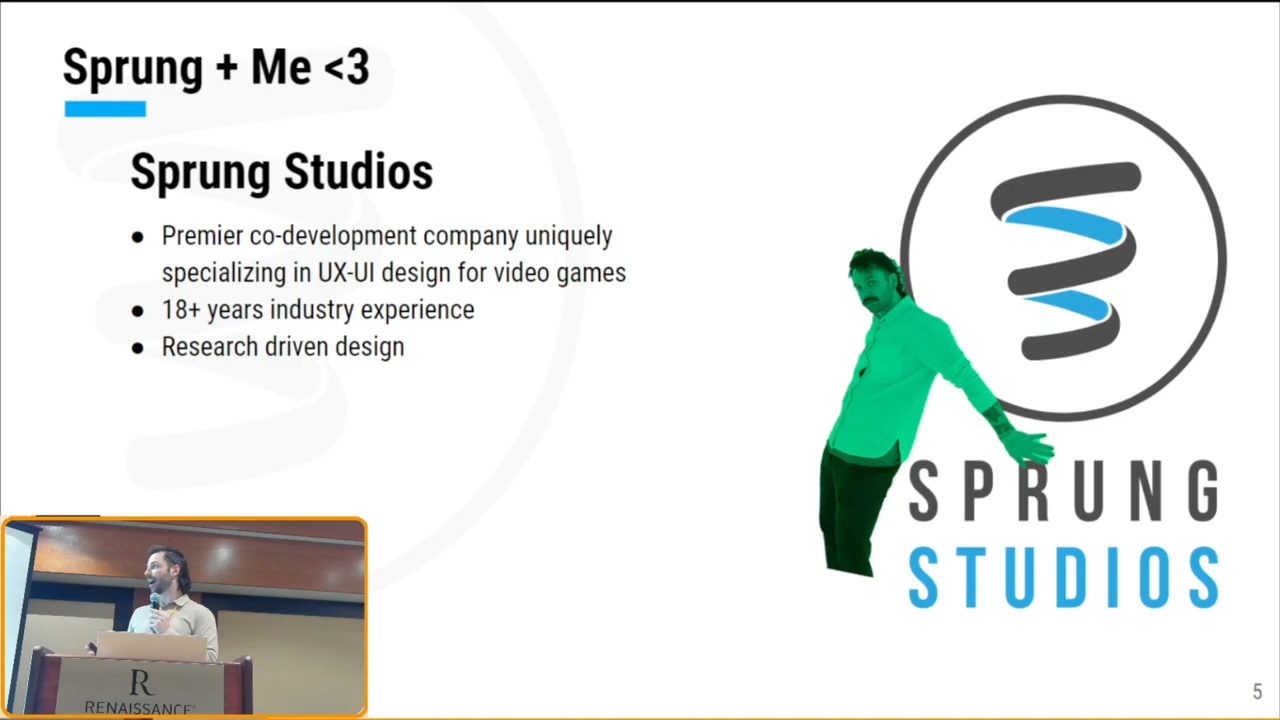 Sprung + Me <3
Sprung Studios
● Premier co-development company uniquely
specializing in UX-UI design for video games
● 18+ years industry experience
● Research driven design
SPRUNG
STUDIOS
R
RENAISSANCE
5